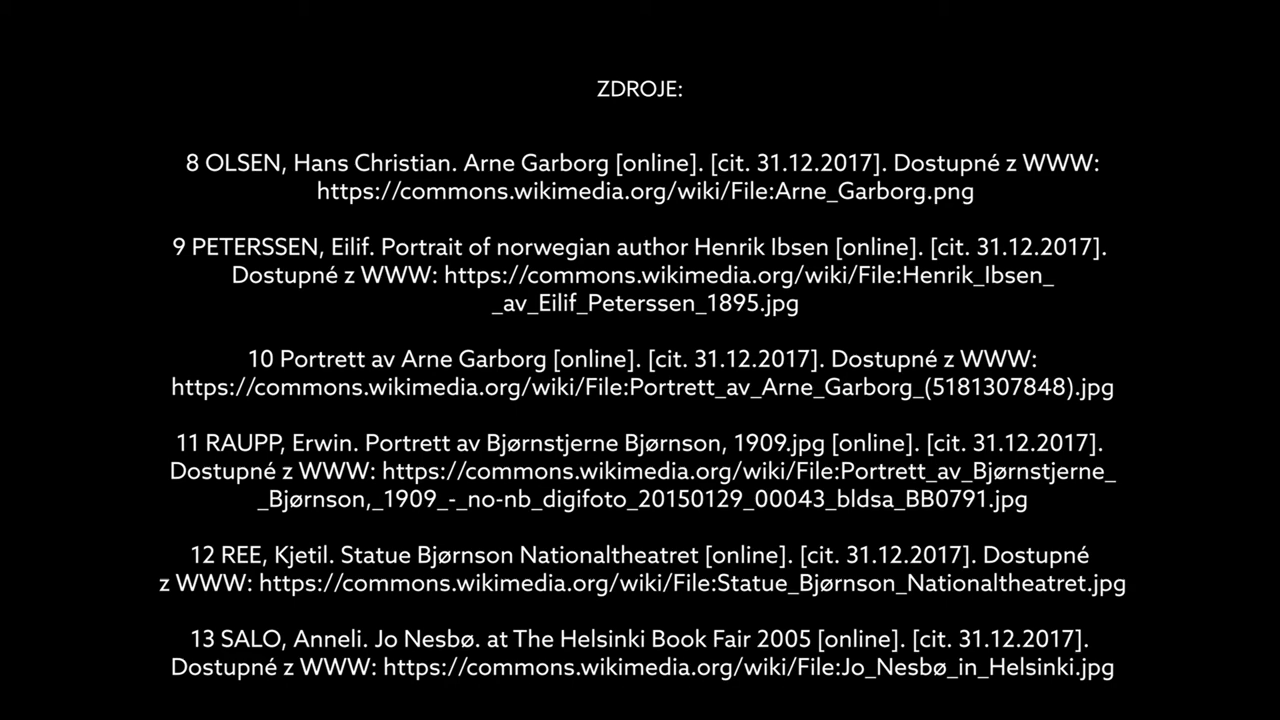 ZDROJE:
8 OLSEN, Hans Christian. Arne Garborg [online]. [cit. 31.12.2017]. Dostupné z WWW:
https://commons.wikimedia.org/wiki/File:Arne_Garborg.png
9 PETERSSEN, Eilif. Portrait of norwegian author Henrik Ibsen [online]. [cit. 31.12.2017].
Dostupné z WWW: https://commons.wikimedia.org/wiki/File:Henrik_Ibsen_
_av_Eilif_Peterssen_1895.jpg
10 Portrett av Arne Garborg [online]. [cit. 31.12.2017]. Dostupné z WWW:
https://commons.wikimedia.org/wiki/File:Portrett_av_Arne_Garborg_(5181307848).jpg
11 RAUPP, Erwin. Portrett av Bjørnstjerne Bjørnson, 1909.jpg [online]. [cit. 31.12.2017].
Dostupné z WWW: https://commons.wikimedia.org/wiki/File:Portrett_av_Bjørnstjerne_
_Bjørnson,_1909_-_no-nb_digifoto_20150129_00043_bldsa_BB0791.jpg
12 REE, Kjetil. Statue Bjørnson Nationaltheatret [online]. [cit. 31.12.2017]. Dostupné
z WWW: https://commons.wikimedia.org/wiki/File:Statue_Bjørnson_Nationaltheatret.jpg
13 SALO, Anneli. Jo Nesbø. at The Helsinki Book Fair 2005 [online]. [cit. 31.12.2017].
Dostupné z WWW: https://commons.wikimedia.org/wiki/File:Jo_Nesbø_in_Helsinki.jpg